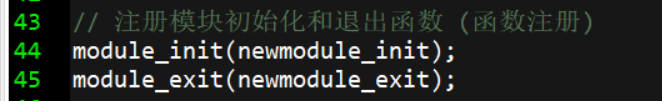 43 // 注册模块初始化和退出函数 (函数注册)
44 module_init(newmodule_init);
45 module_exit(newmodule_exit);